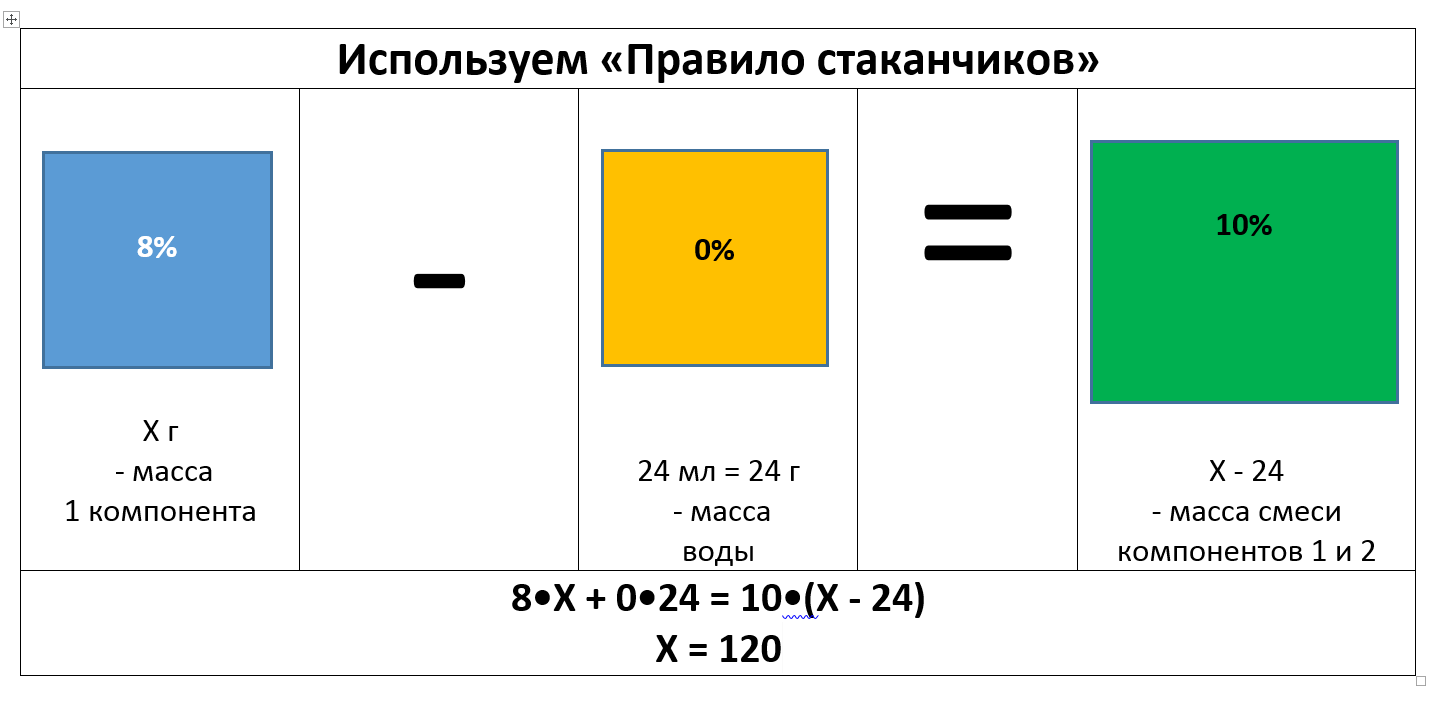 Используем «Правило стаканчиков»
8%
-
0%
=
10%
X г
- масса
1 компонента
24 мл = 24 г
- масса
воды
X - 24
- масса смеси
компонентов 1 и 2
8•X + 0•24 = 10•(X - 24)
X = 120